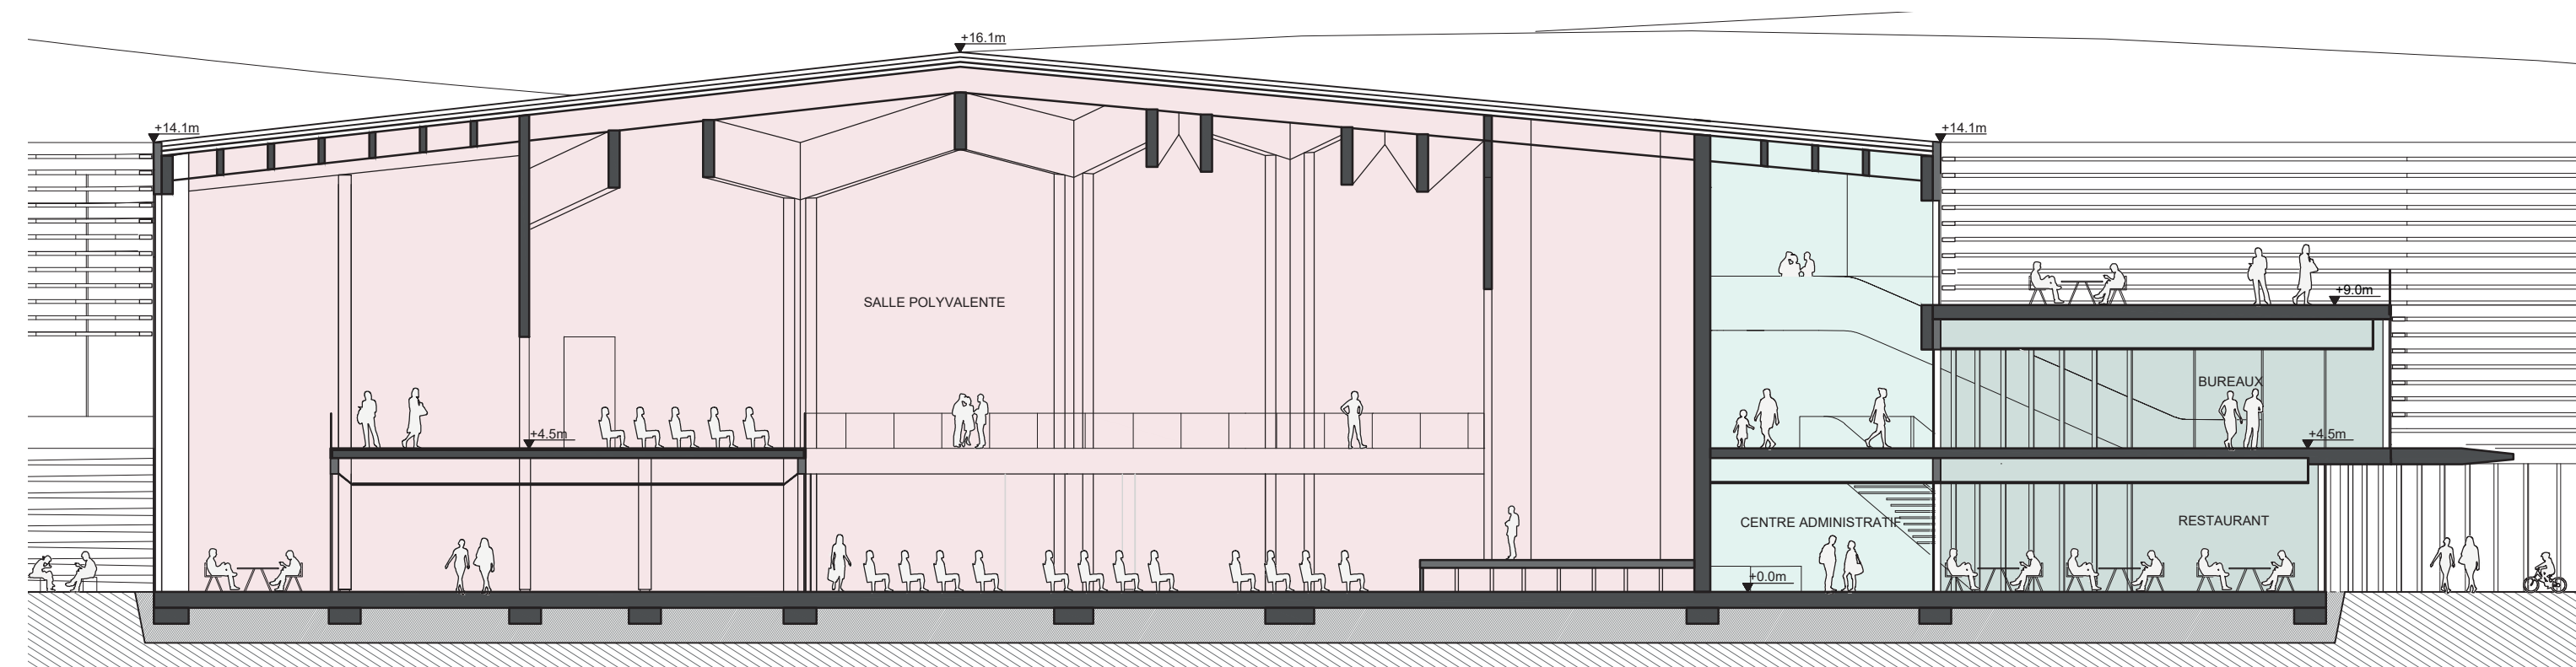 +16.1m
+14.1m
+14.1m
+9.0m
SALLE POLYVALENTE
BUREAUX
+4.5m
+4.5m
CENTRE ADMINISTRATIF
RESTAURANT
+0.0m